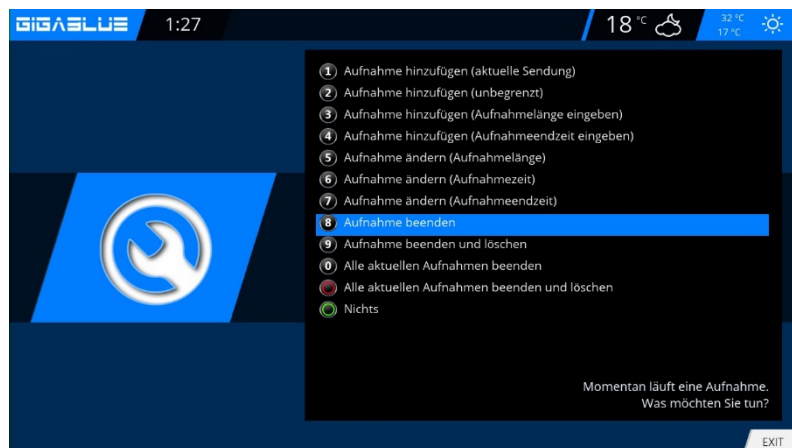 GIGABLUE 1:27 18 °C 32 °C
17 °C
1 Aufnahme hinzufügen (aktuelle Sendung)
2 Aufnahme hinzufügen (unbegrenzt)
3 Aufnahme hinzufügen (Aufnahmelänge eingeben)
4 Aufnahme hinzufügen (Aufnahmeendzeit eingeben)
5 Aufnahme ändern (Aufnahmelänge)
6 Aufnahme ändern (Aufnahmezeit)
7 Aufnahme ändern (Aufnahmeendzeit)
8 Aufnahme beenden
9 Aufnahme beenden und löschen
0 Alle aktuellen Aufnahmen beenden
Alle aktuellen Aufnahmen beenden und löschen
Nichts
Momentan läuft eine Aufnahme.
Was möchten Sie tun?
EXIT